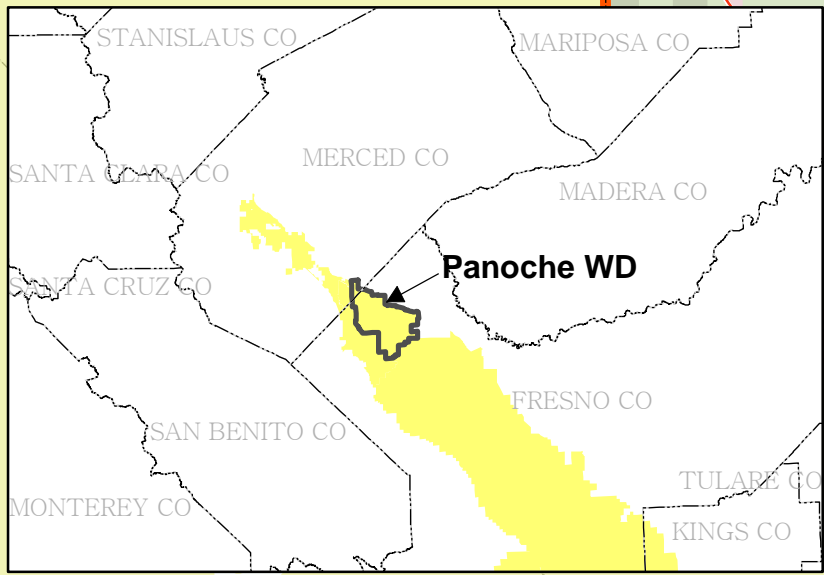 STANISLAUS CO
MARIPOSA CO
MERCED CO
SANTA CLARA CO
MADERA CO
Panoche WD
SANTA CRUZ CO
FRESNO CO
SAN BENITO CO
TULARE CO
MONTEREY CO
KINGS CO